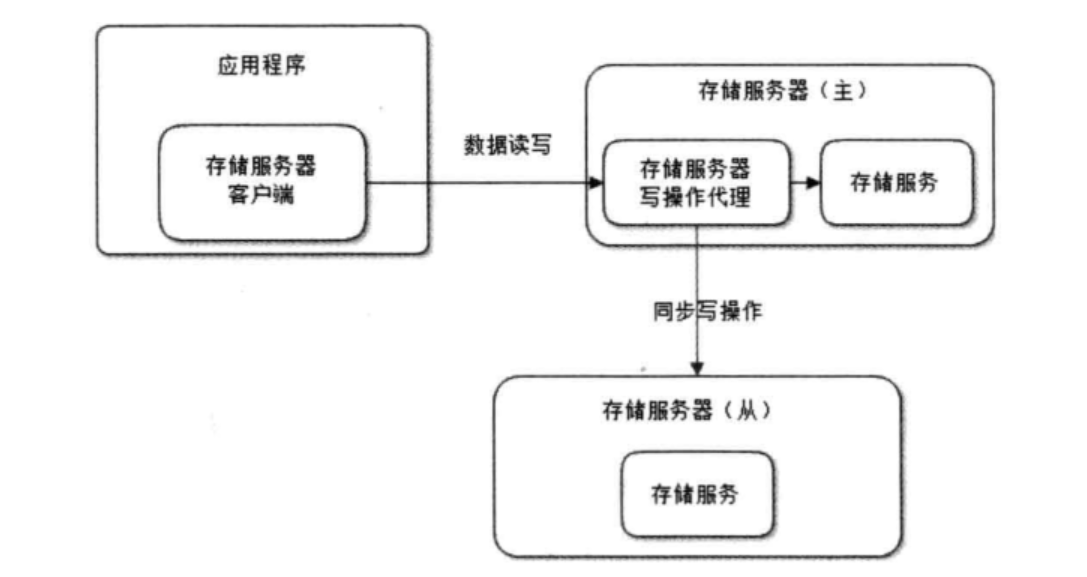 应用程序
存储服务器
客户端
数据读写
存储服务器（主）
存储服务器
写操作代理
存储服务
同步写操作
存储服务器（从）
存储服务